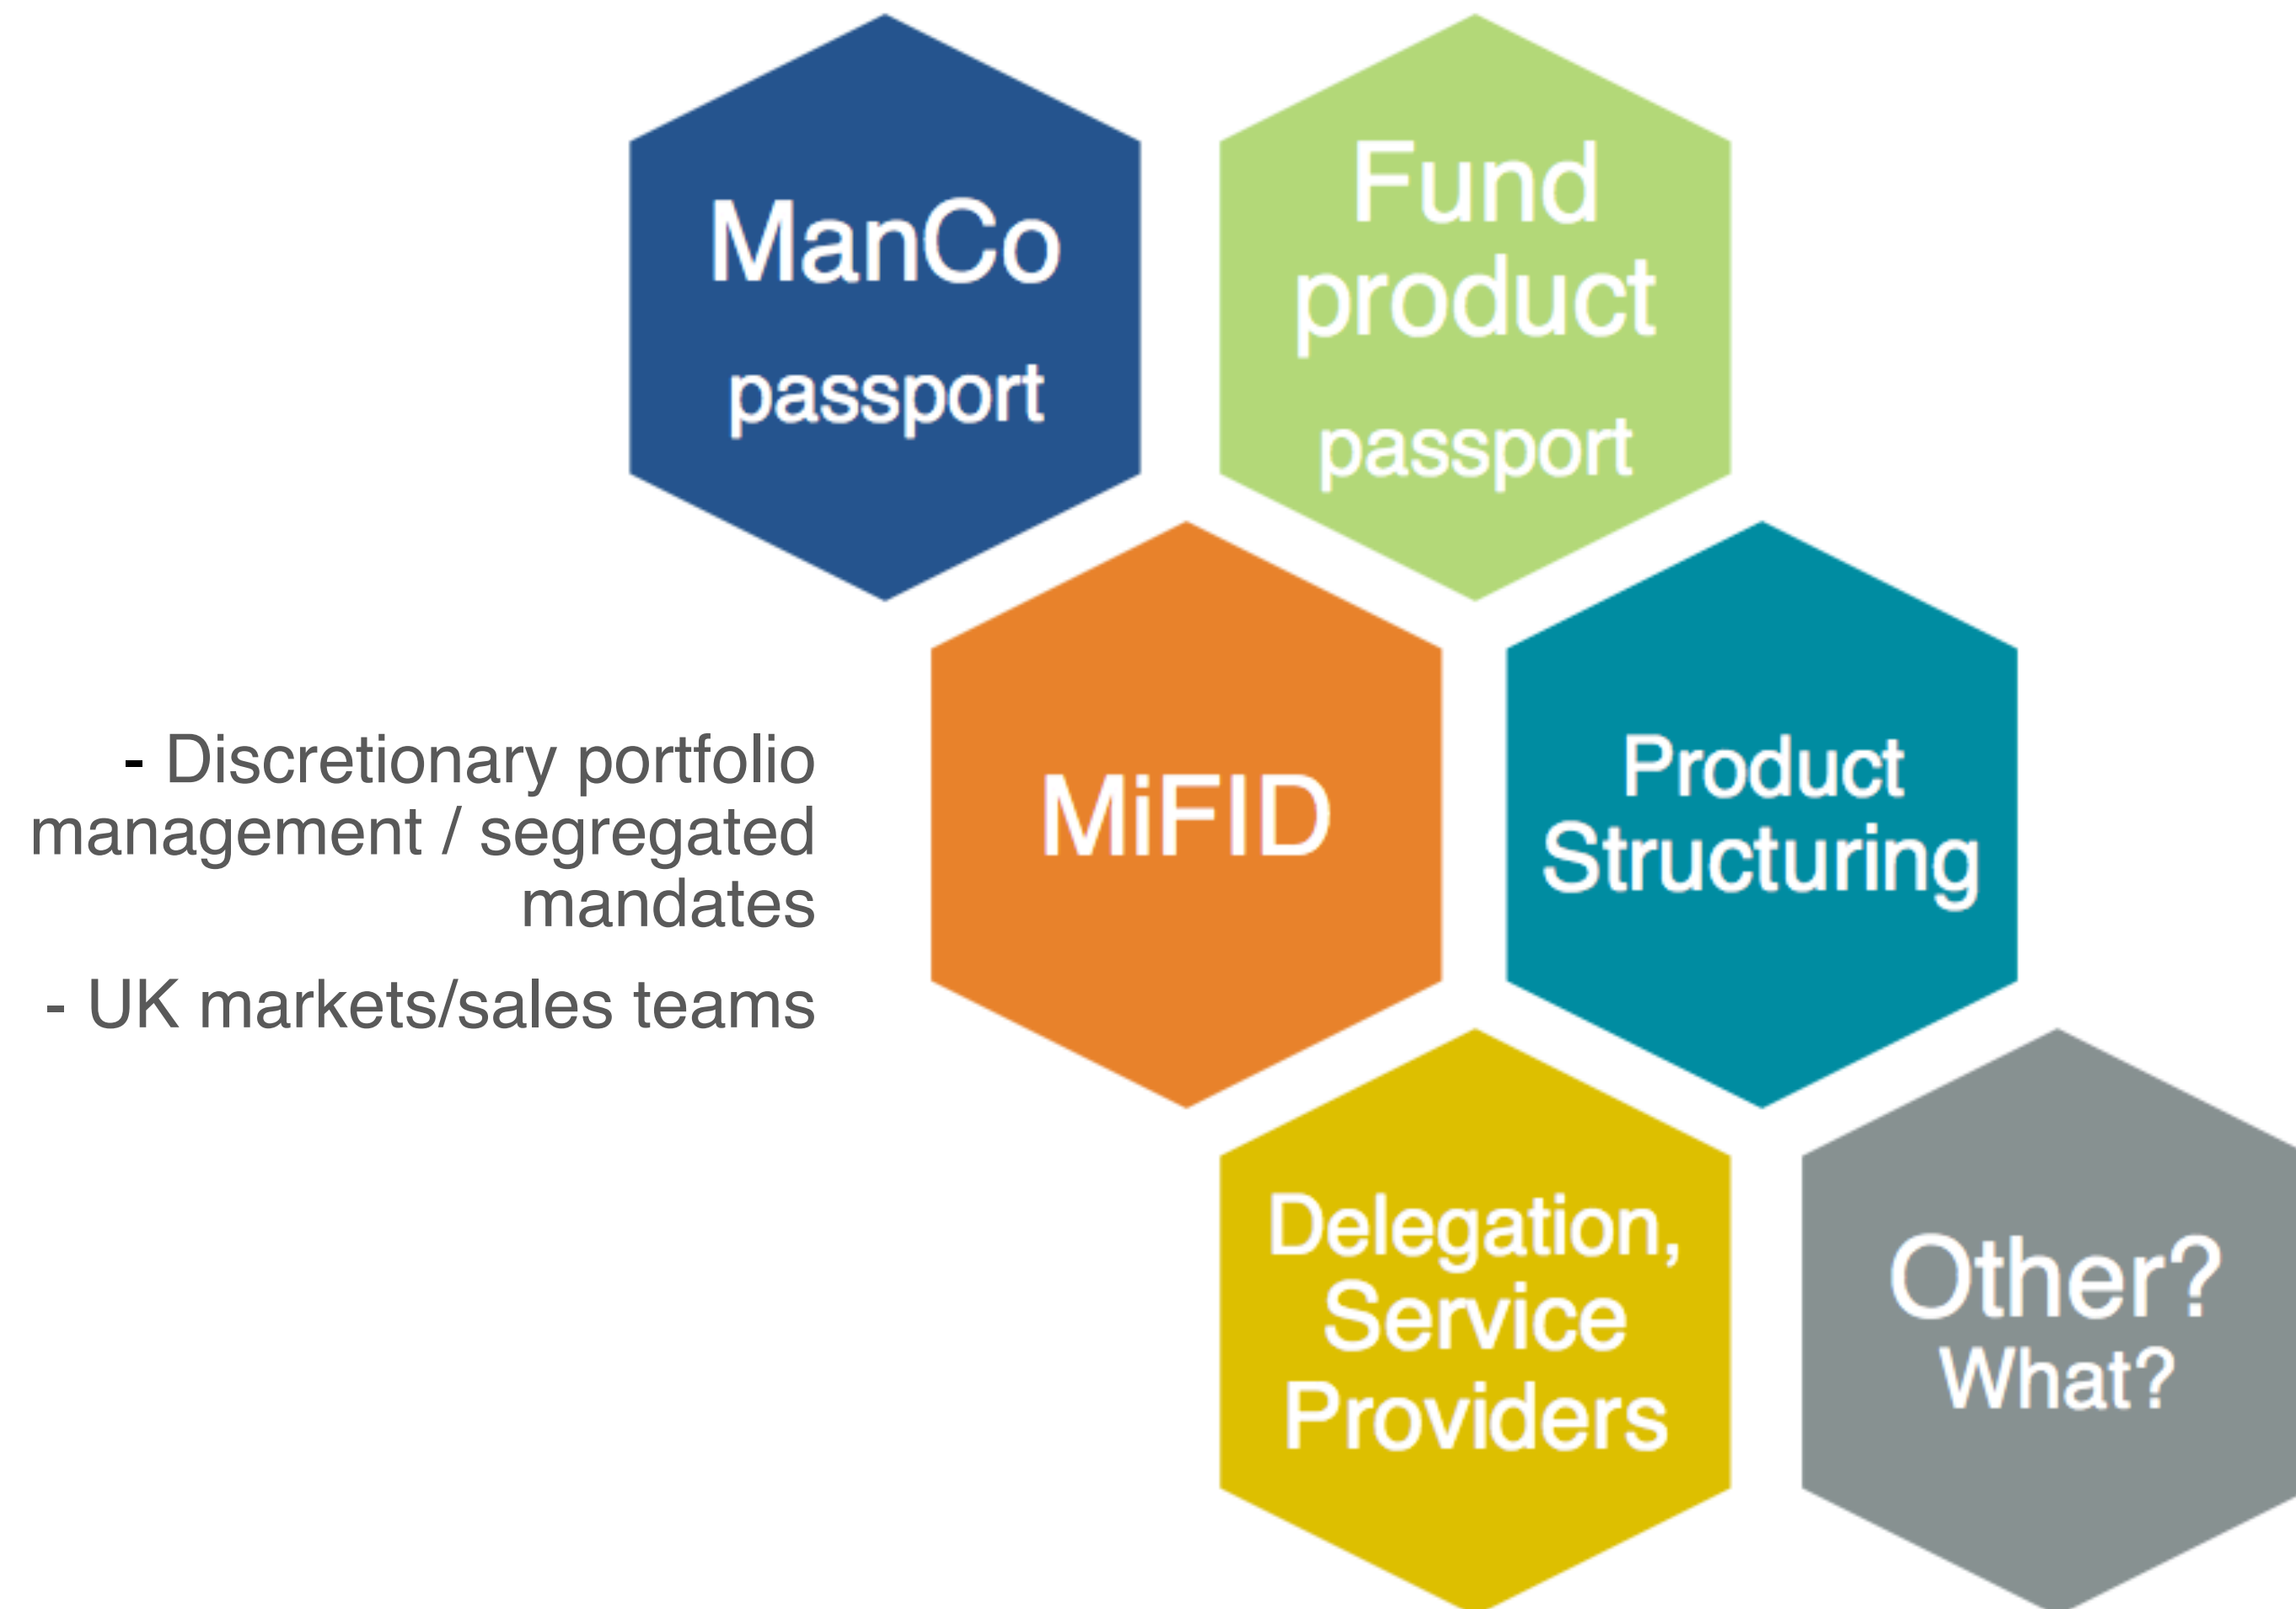 ManCo
passport
Fund
product
passport
- Discretionary portfolio
management / segregated
mandates
- UK markets/sales teams
MiFID
Product
Structuring
Delegation,
Service
Providers
Other?
What?